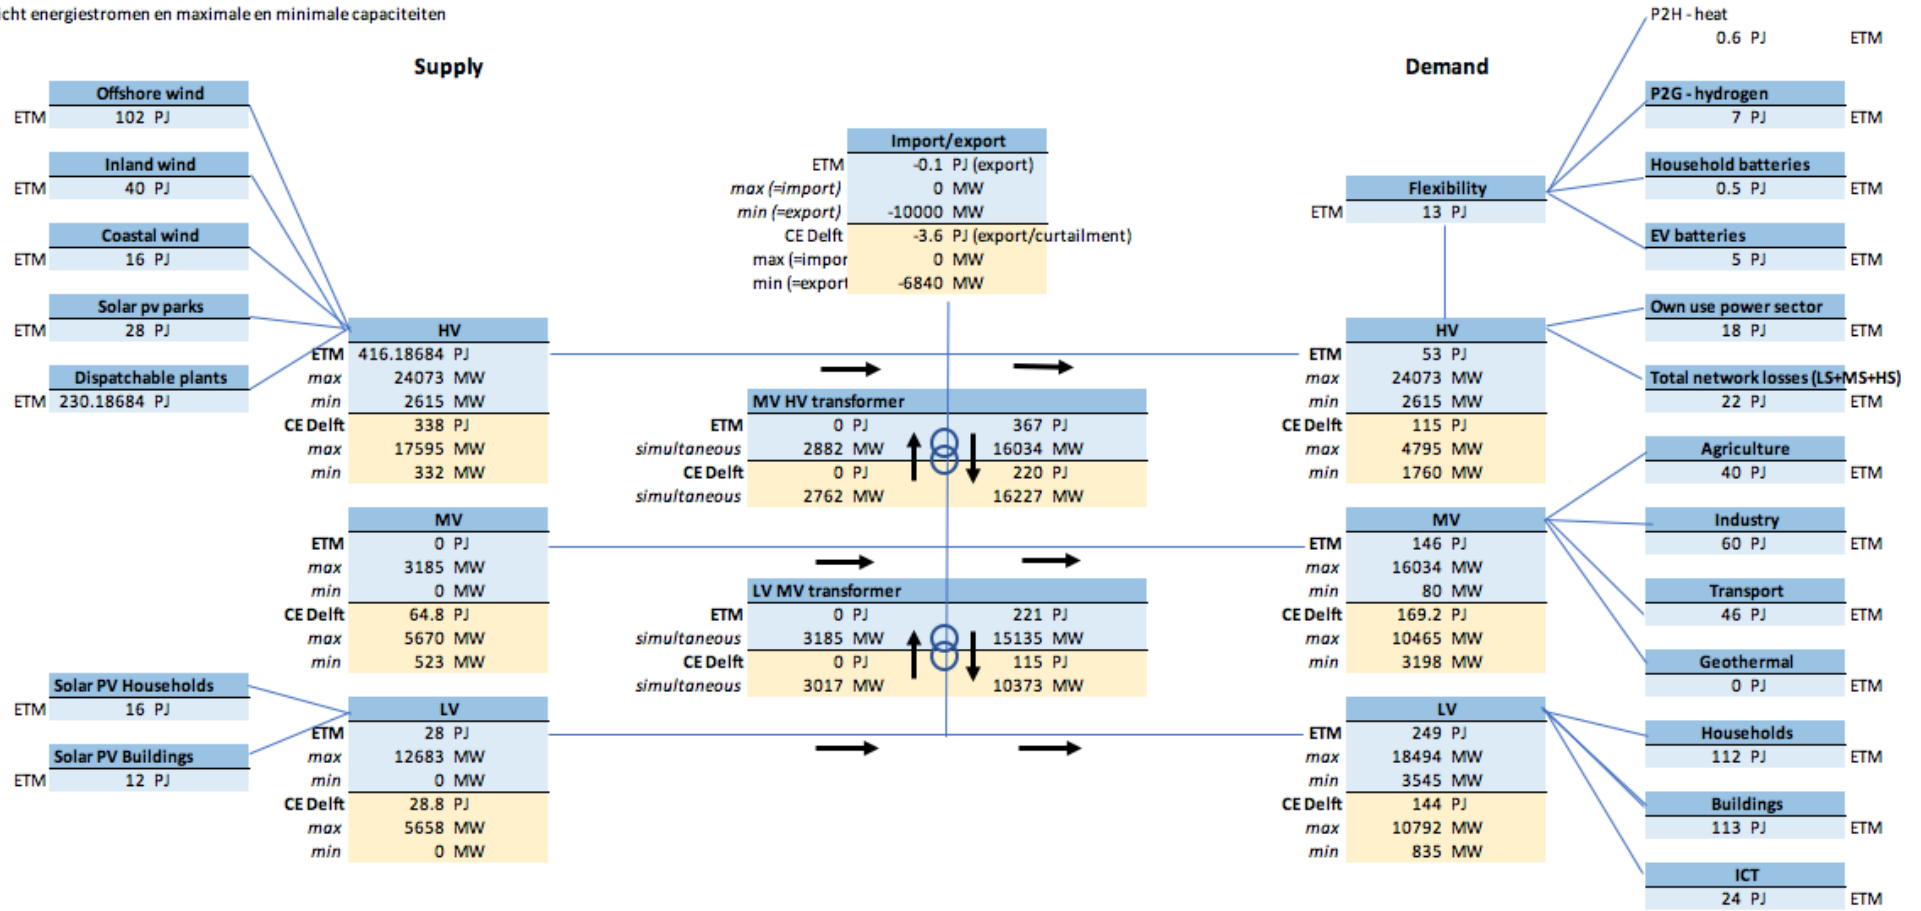 icht energiestromen en maximale en minimale capaciteiten
Supply
Demand
Offshore wind
ETM 102 PJ
Inland wind
ETM 40 PJ
Coastal wind
ETM 16 PJ
Solar pv parks
ETM 28 PJ
Dispatchable plants
ETM 230.18684 PJ
Solar PV Households
ETM 16 PJ
Solar PV Buildings
ETM 12 PJ
HV
ETM 416.18684 PJ
max 24073 MW
min 2615 MW
CE Delft 338 PJ
max 17595 MW
min 332 MW
MV
ETM 0 PJ
max 3185 MW
min 0 MW
CE Delft 64.8 PJ
max 5670 MW
min 523 MW
LV
ETM 28 PJ
max 12683 MW
min 0 MW
CE Delft 28.8 PJ
max 5658 MW
min 0 MW
Import/export
ETM -0.1 PJ (export)
max (=import) 0 MW
min (=export) -10000 MW
CE Delft -3.6 PJ (export/curtailment)
max (=impor 0 MW
min (=export -6840 MW
MV HV transformer
ETM 0 PJ 367 PJ
simultaneous 2882 MW 16034 MW
CE Delft 0 PJ 220 PJ
simultaneous 2762 MW 16227 MW
LV MV transformer
ETM 0 PJ 221 PJ
simultaneous 3185 MW 15135 MW
CE Delft 0 PJ 115 PJ
simultaneous 3017 MW 10373 MW
Flexibility
ETM 13 PJ
HV
ETM 53 PJ
max 24073 MW
min 2615 MW
CE Delft 115 PJ
max 4795 MW
min 1760 MW
MV
ETM 146 PJ
max 16034 MW
min 80 MW
CE Delft 169.2 PJ
max 10465 MW
min 3198 MW
LV
ETM 249 PJ
max 18494 MW
min 3545 MW
CE Delft 144 PJ
max 10792 MW
min 835 MW
P2H - heat
0.6 PJ ETM
P2G - hydrogen
7 PJ ETM
Household batteries
0.5 PJ ETM
EV batteries
5 PJ ETM
Own use power sector
18 PJ ETM
Total network losses (LS+MS+HS)
22 PJ ETM
Agriculture
40 PJ ETM
Industry
60 PJ ETM
Transport
46 PJ ETM
Geothermal
0 PJ ETM
Households
112 PJ ETM
Buildings
113 PJ ETM
ICT
24 PJ ETM